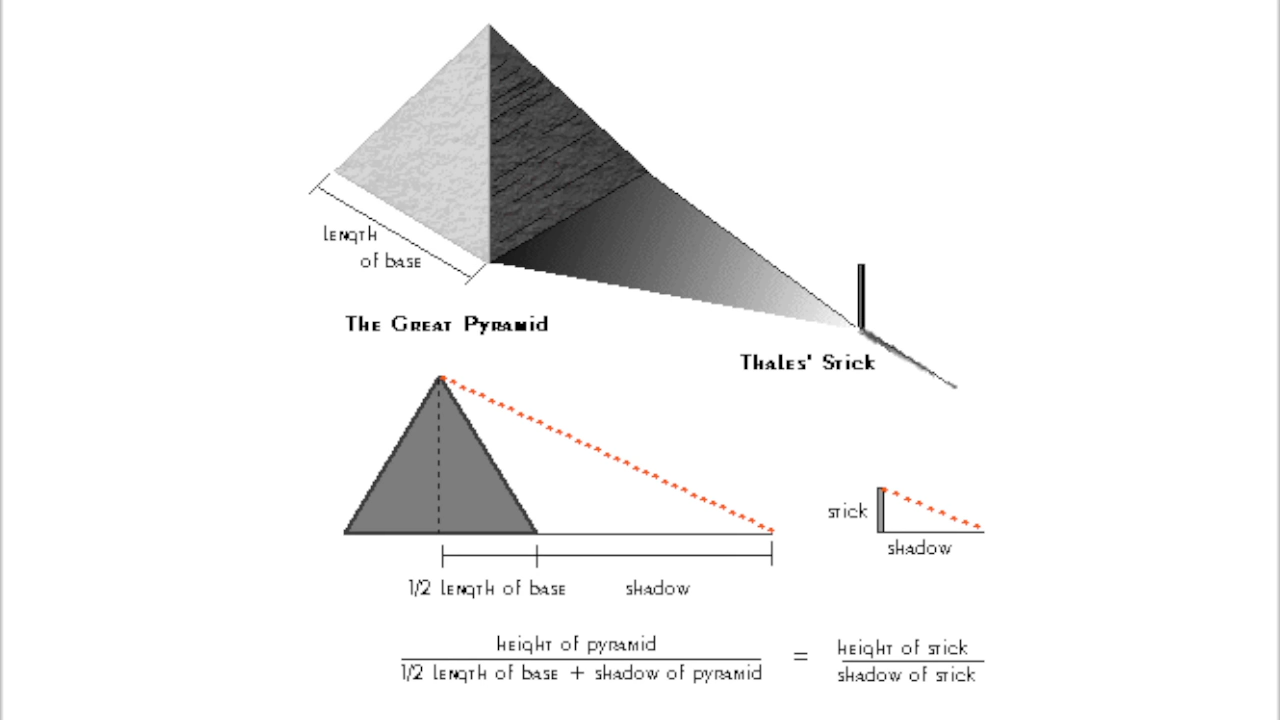 length
of base
The Great Pyramid
Thales' Stick
stick
shadow
1/2 length of base
shadow
height of pyramid
1/2 length of base + shadow of pyramid
=
height of stick
shadow of stick